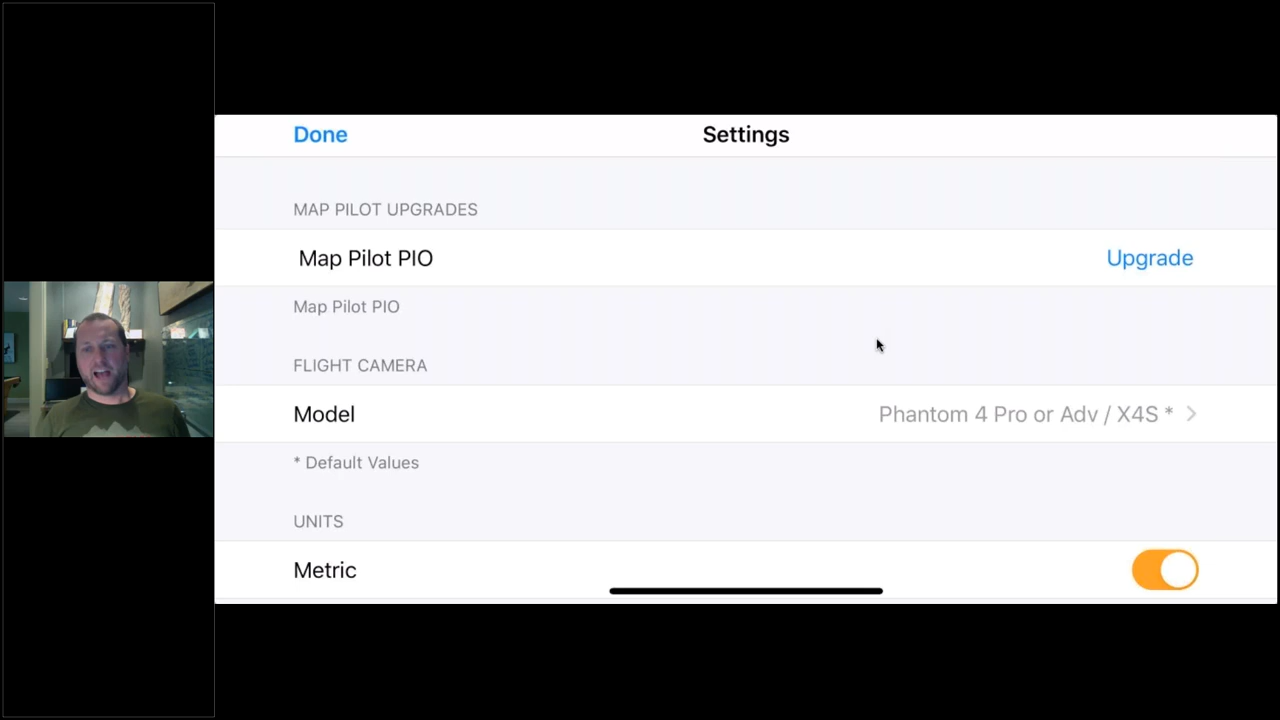 Done
Settings
MAP PILOT UPGRADES
Map Pilot PIO
Upgrade
Map Pilot PIO
FLIGHT CAMERA
Model
Phantom 4 Pro or Adv / X4S *
* Default Values
UNITS
Metric